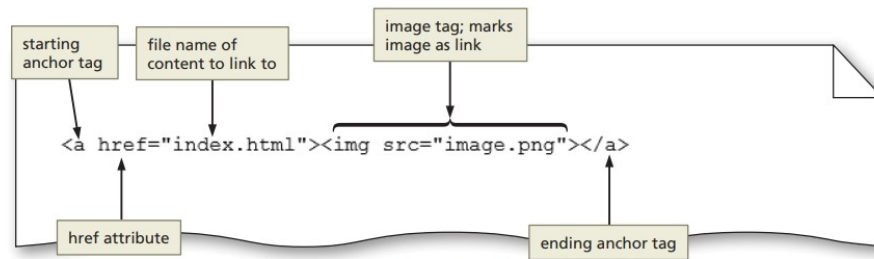 image tag; marks
image as link
starting
anchor tag
file name of
content to link to
<a href="index.html"><img src="image.png"></a>
href attribute
ending anchor tag